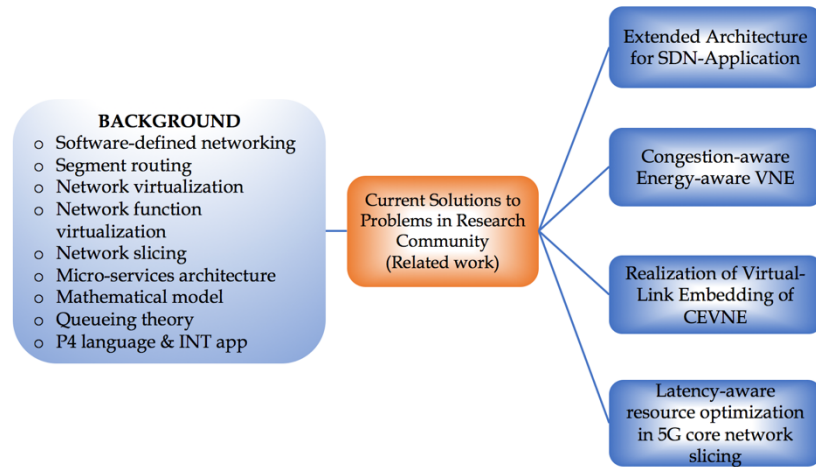 BACKGROUND
o Software-defined networking
o Segment routing
o Network virtualization
o Network function
virtualization
o Network slicing
o Micro-services architecture
o Mathematical model
o Queueing theory
o P4 language & INT app
Current Solutions to
Problems in Research
Community
(Related work)
Extended Architecture
for SDN-Application
Congestion-aware
Energy-aware VNE
Realization of Virtual-
Link Embedding of
CEVNE
Latency-aware
resource optimization
in 5G core network
slicing